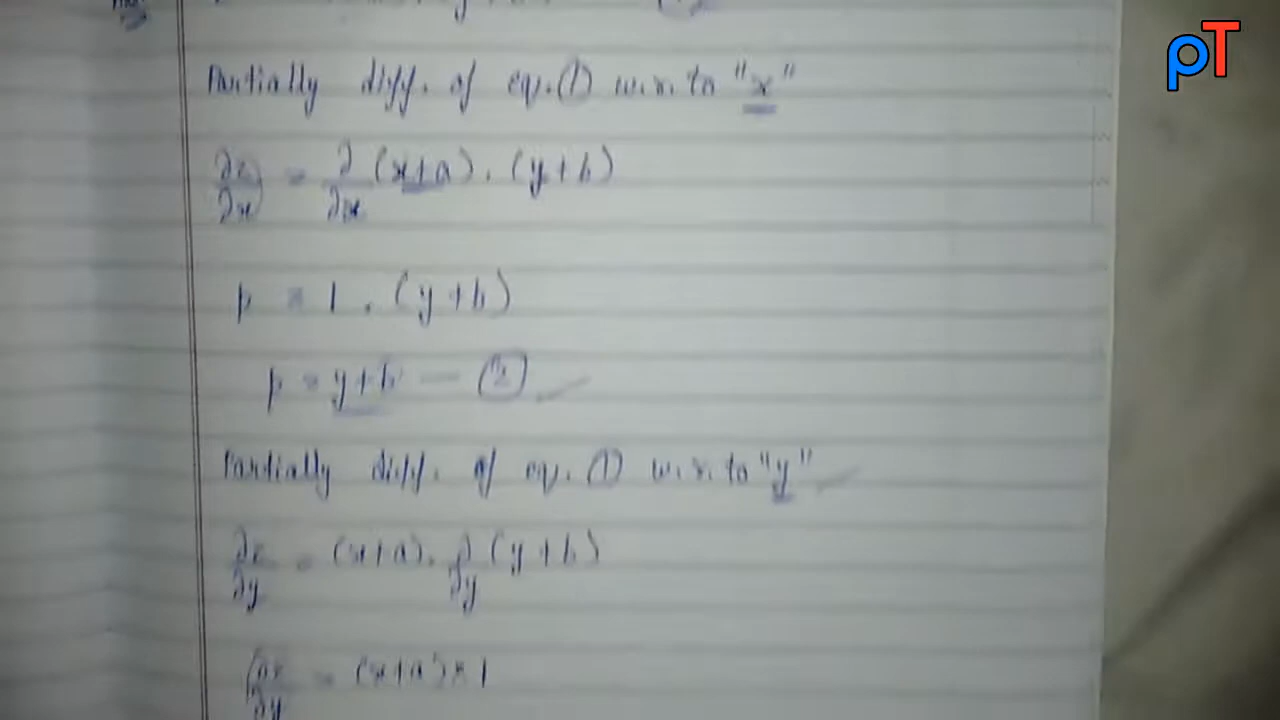 pT
Partially diff. of eq.(1) w.r. to "x"
∂z/∂x = ∂/∂x (x+a) . (y+b)
p = 1 . (y+b)
p = y+b — (2)
Partially diff. of eq. (1) w.r. to "y"
∂z/∂y = (x+a). ∂/∂y (y+b)
∂z/∂y = (x+a) × 1